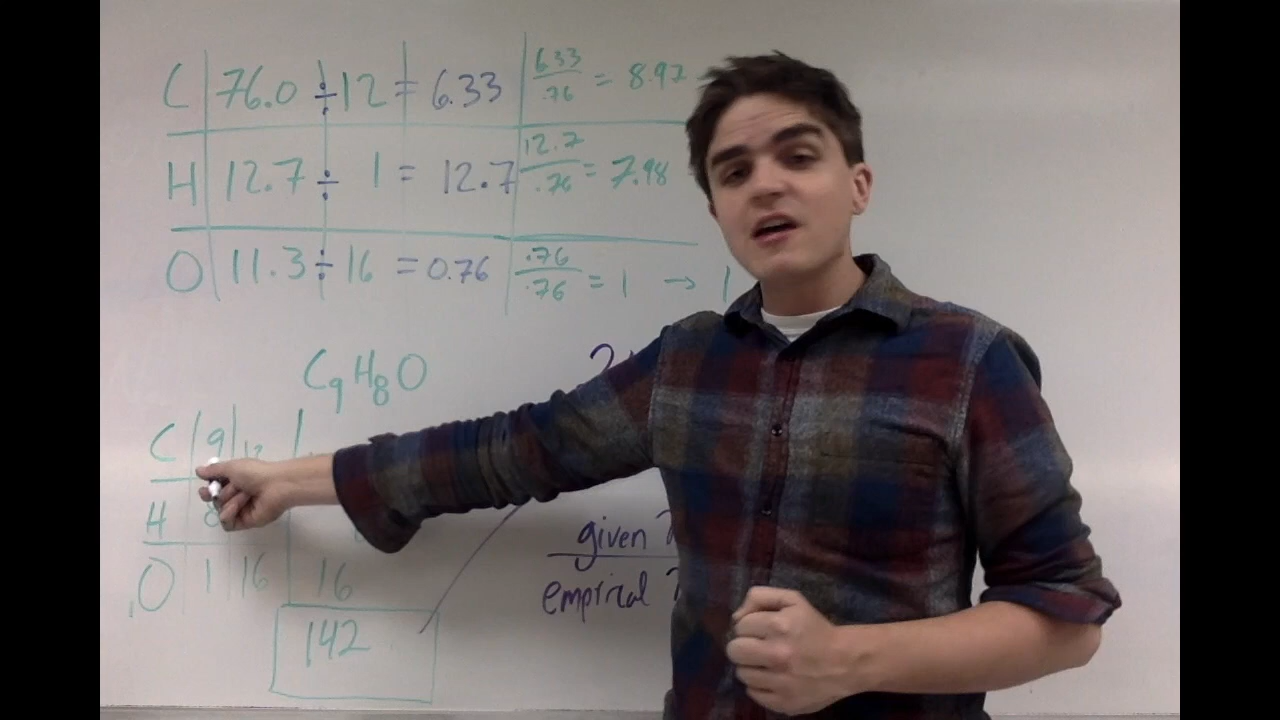 C 76.0 ÷ 12 = 6.33 6.33/.76 = 8.97
H 12.7 ÷ 1 = 12.7 12.7/.76 = 7.98
O 11.3 ÷ 16 = 0.76 .76/.76 = 1 → 1
C9H8O
C 9 12
H 8
O 1 16 16
142
given
empirical